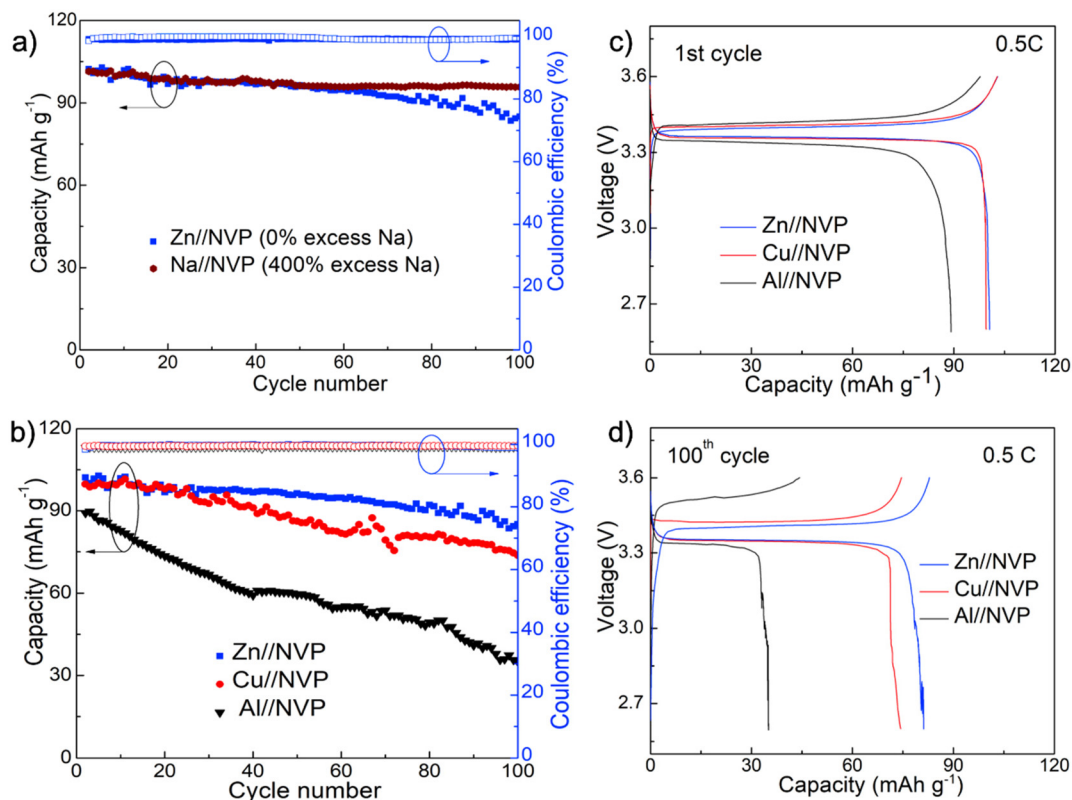 a)
120
90
60
30
0
Capacity (mAh g⁻¹)
100
80
60
40
20
0
Coulombic efficiency (%)
Zn//NVP (0% excess Na)
Na//NVP (400% excess Na)
0 20 40 60 80 100
Cycle number
c)
1st cycle
0.5C
3.6
3.3
3.0
2.7
Voltage (V)
Zn//NVP
Cu//NVP
Al//NVP
0 30 60 90 120
Capacity (mAh g⁻¹)
b)
120
90
60
30
0
Capacity (mAh g⁻¹)
100
80
60
40
20
0
Coulombic efficiency (%)
Zn//NVP
Cu//NVP
Al//NVP
0 20 40 60 80 100
Cycle number
d)
100th cycle
0.5 C
3.6
3.3
3.0
2.7
Voltage (V)
Zn//NVP
Cu//NVP
Al//NVP
0 30 60 90 120
Capacity (mAh g⁻¹)